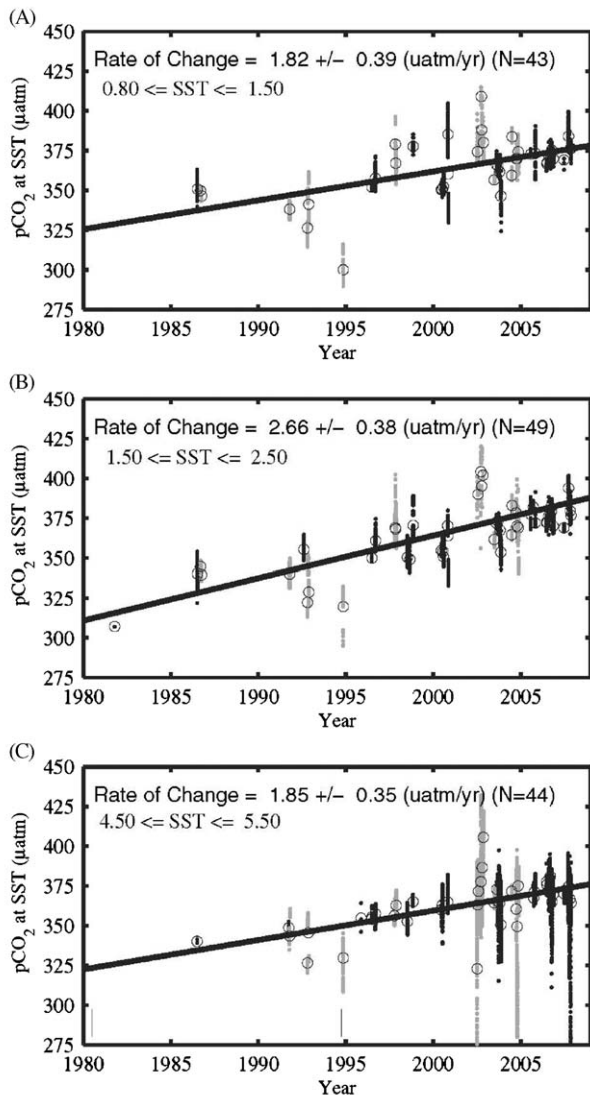 (A)
450
425
400
375
350
325
300
275
pCO2 at SST (µatm)
Rate of Change = 1.82 +/− 0.39 (uatm/yr) (N=43)
0.80 <= SST <= 1.50
1980 1985 1990 1995 2000 2005
Year
(B)
450
425
400
375
350
325
300
275
pCO2 at SST (µatm)
Rate of Change = 2.66 +/− 0.38 (uatm/yr) (N=49)
1.50 <= SST <= 2.50
1980 1985 1990 1995 2000 2005
Year
(C)
450
425
400
375
350
325
300
275
pCO2 at SST (µatm)
Rate of Change = 1.85 +/− 0.35 (uatm/yr) (N=44)
4.50 <= SST <= 5.50
1980 1985 1990 1995 2000 2005
Year